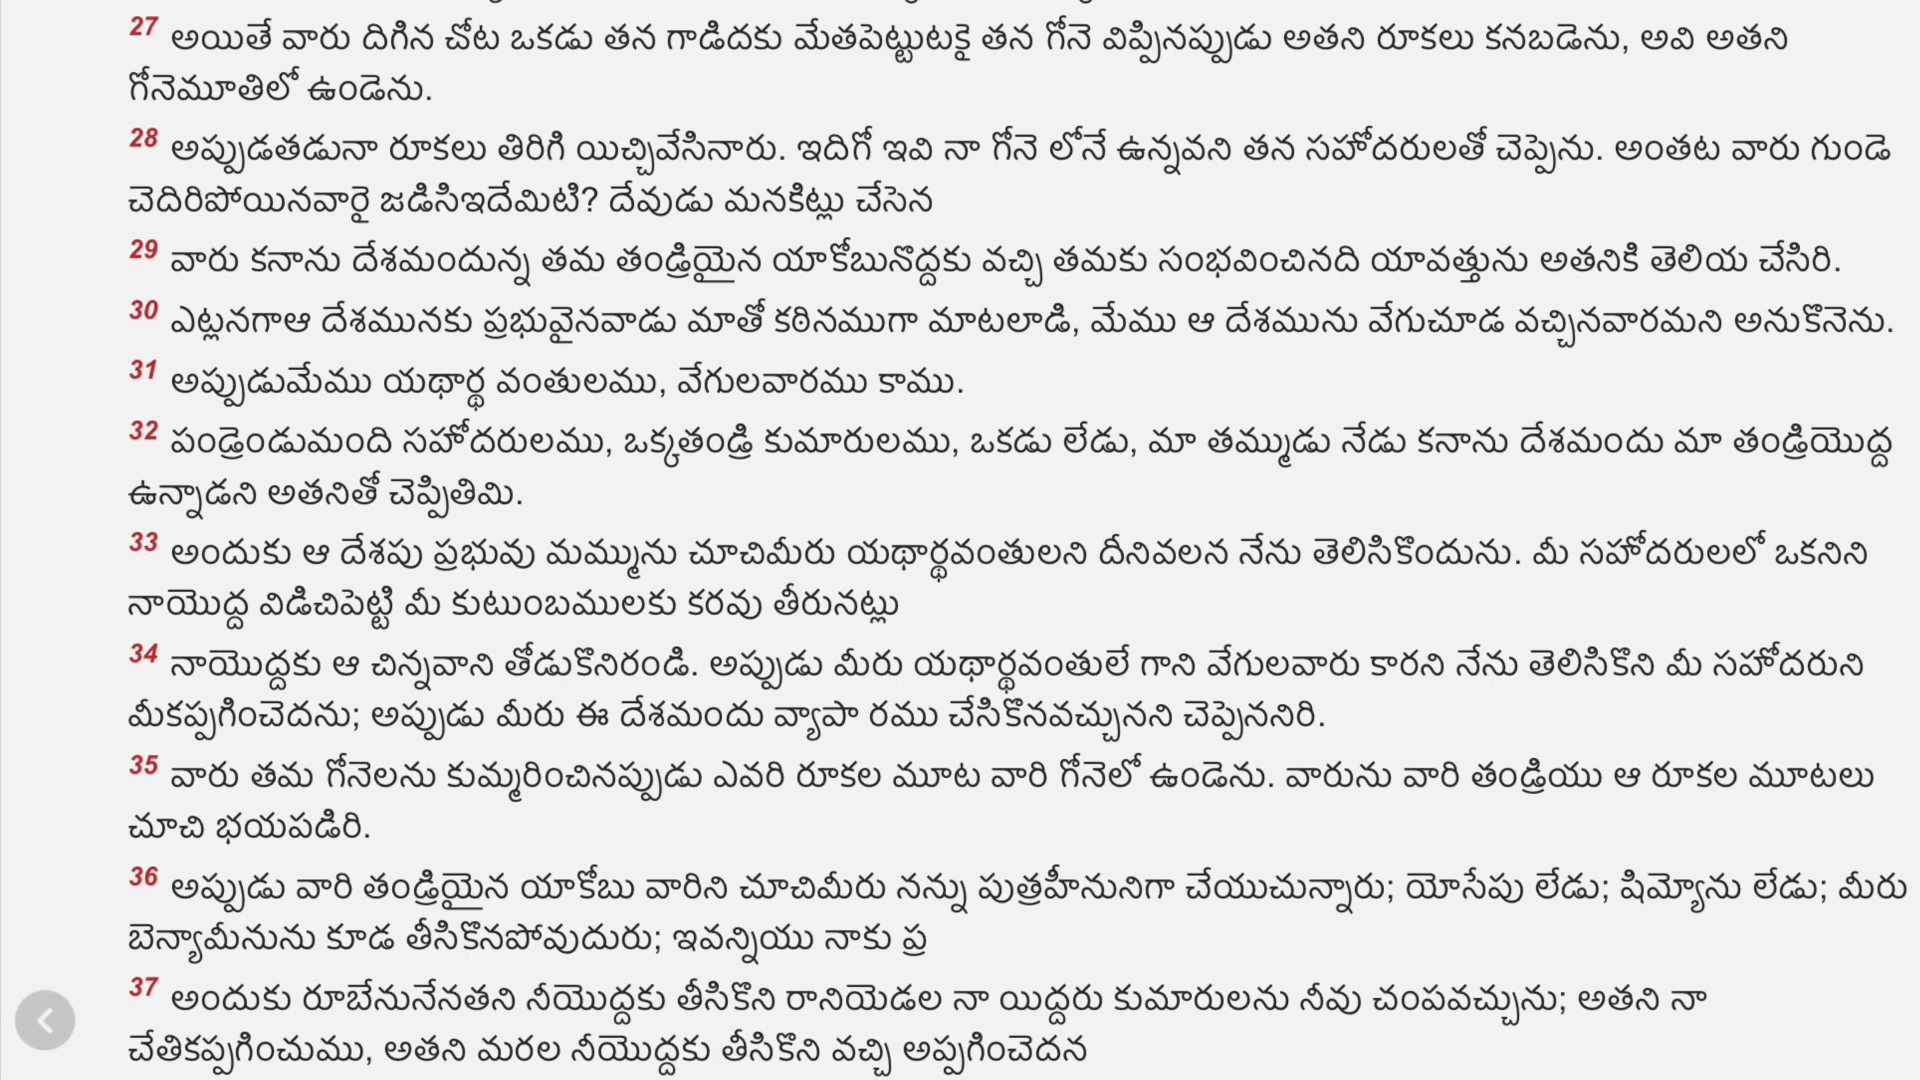 27 అయితే వారు దిగిన చోట ఒకడు తన గాడిదకు మేతపెట్టుటకై తన గోనె విప్పినప్పుడు అతని రూకలు కనబడెను, అవి అతని
గోనెమూతిలో ఉండెను.
28 అప్పుడతడునా రూకలు తిరిగి యిచ్చివేసినారు. ఇదిగో ఇవి నా గోనె లోనే ఉన్నవని తన సహోదరులతో చెప్పెను. అంతట వారు గుండె
చెదిరిపోయినవారై జడిసిఇదేమిటి? దేవుడు మనకిట్లు చేసెన
29 వారు కనాను దేశమందున్న తమ తండ్రియైన యాకోబునొద్దకు వచ్చి తమకు సంభవించినది యావత్తును అతనికి తెలియ చేసిరి.
30 ఎట్లనగాఆ దేశమునకు ప్రభువైనవాడు మాతో కఠినముగా మాటలాడి, మేము ఆ దేశమును వేగుచూడ వచ్చినవారమని అనుకొనెను.
31 అప్పుడుమేము యథార్థ వంతులము, వేగులవారము కాము.
32 పండ్రెండుమంది సహోదరులము, ఒక్కతండ్రి కుమారులము, ఒకడు లేడు, మా తమ్ముడు నేడు కనాను దేశమందు మా తండ్రియొద్ద
ఉన్నాడని అతనితో చెప్పితిమి.
33 అందుకు ఆ దేశపు ప్రభువు మమ్మును చూచిమీరు యథార్థవంతులని దీనివలన నేను తెలిసికొందును. మీ సహోదరులలో ఒకనిని
నాయొద్ద విడిచిపెట్టి మీ కుటుంబములకు కరవు తీరునట్లు
34 నాయొద్దకు ఆ చిన్నవాని తోడుకొనిరండి. అప్పుడు మీరు యథార్థవంతులే గాని వేగులవారు కారని నేను తెలిసికొని మీ సహోదరుని
మీకప్పగించెదను; అప్పుడు మీరు ఈ దేశమందు వ్యాపా రము చేసికొనవచ్చునని చెప్పెననిరి.
35 వారు తమ గోనెలను కుమ్మరించినప్పుడు ఎవరి రూకల మూట వారి గోనెలో ఉండెను. వారును వారి తండ్రియు ఆ రూకల మూటలు
చూచి భయపడిరి.
36 అప్పుడు వారి తండ్రియైన యాకోబు వారిని చూచిమీరు నన్ను పుత్రహీనునిగా చేయుచున్నారు; యోసేపు లేడు; షిమ్యోను లేడు; మీరు
బెన్యామీనును కూడ తీసికొనపోవుదురు; ఇవన్నియు నాకు ప్ర
37 అందుకు రూబేనునేనతని నీయొద్దకు తీసికొని రానియెడల నా యిద్దరు కుమారులను నీవు చంపవచ్చును; అతని నా
చేతికప్పగించుము, అతని మరల నీయొద్దకు తీసికొని వచ్చి అప్పగించెదన